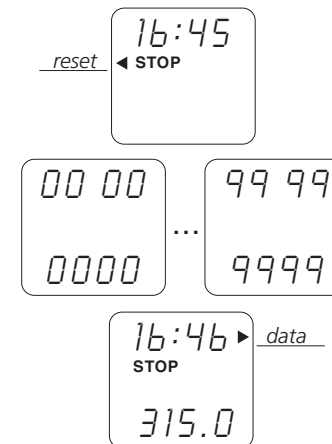 16:45
reset ◄ STOP
00 00 99 99
...
0000 9999
16:46 ► data
STOP
315.0